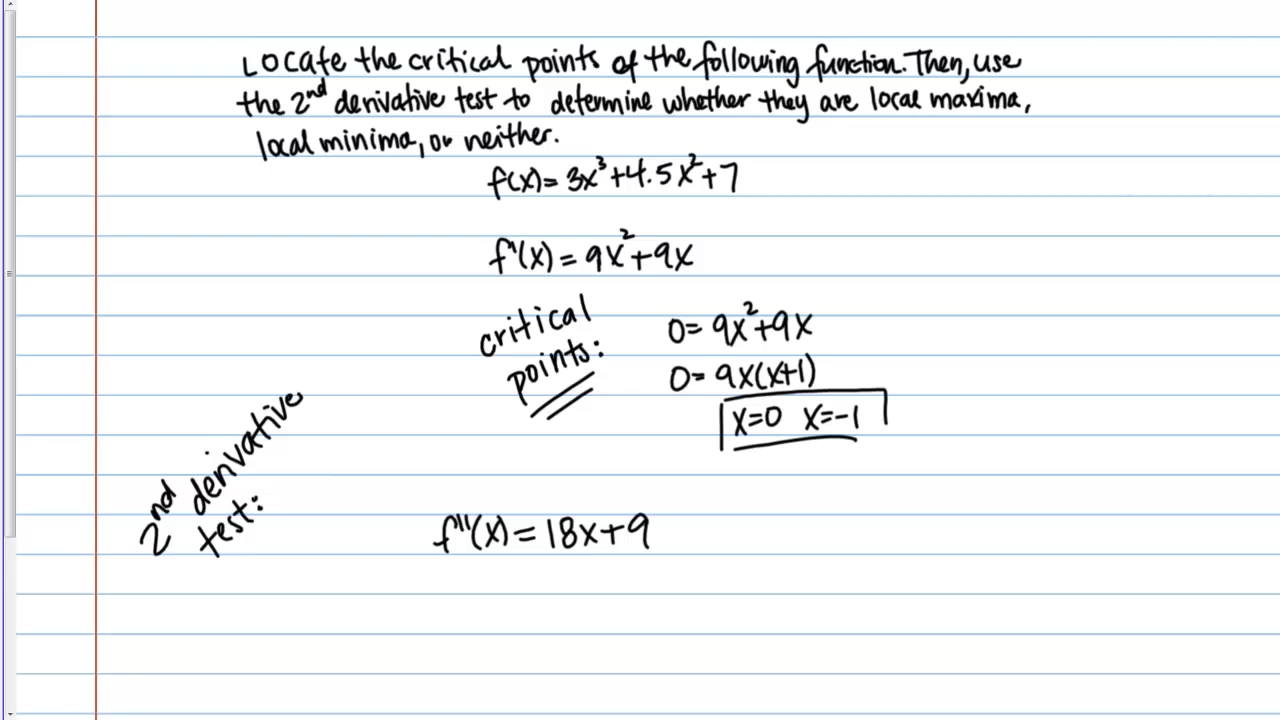 Locate the critical points of the following function. Then, use
the 2nd derivative test to determine whether they are local maxima,
local minima, or neither.
f(x)= 3x³+4.5x²+7
f'(x) = 9x²+9x
critical
points:
0= 9x²+9x
0= 9x(x+1)
x=0 x=-1
2nd derivative
test:
f''(x) = 18x+9